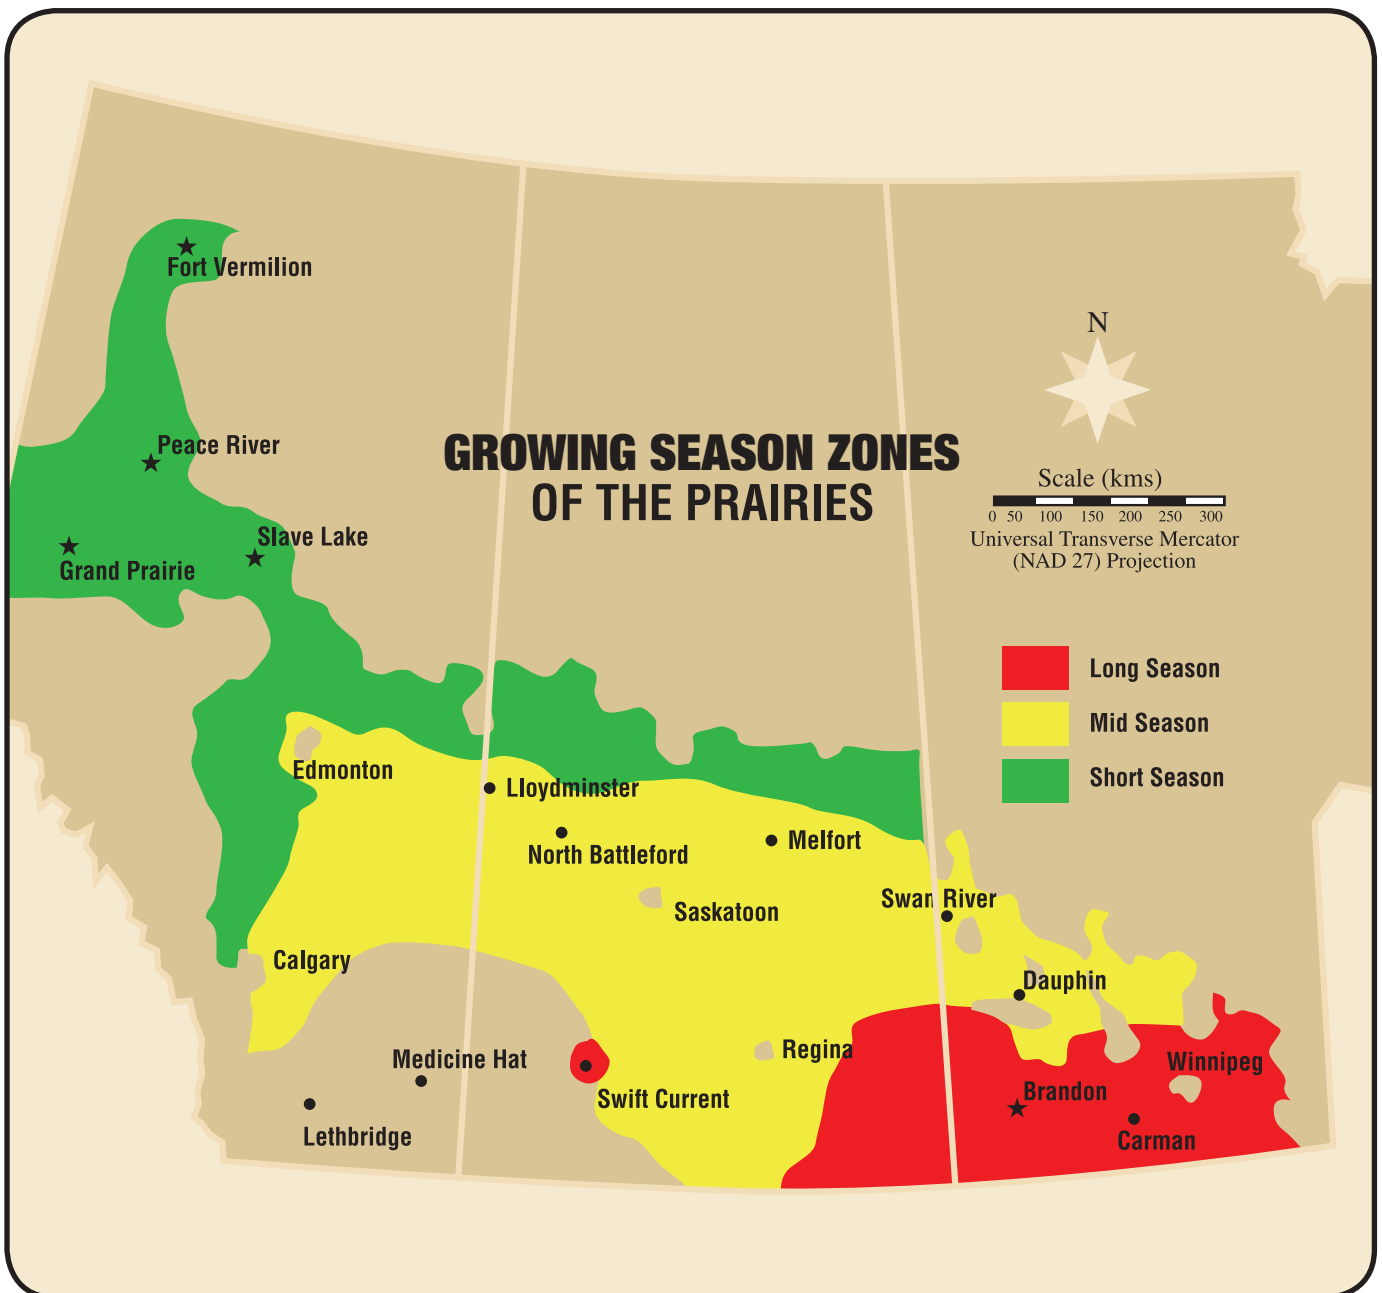 Fort Vermilion
N
GROWING SEASON ZONES
OF THE PRAIRIES
Peace River
Scale (kms)
0 50 100 150 200 250 300
Universal Transverse Mercator
(NAD 27) Projection
Slave Lake
Grand Prairie
Long Season
Mid Season
Short Season
Edmonton
Lloydminster
North Battleford
Melfort
Saskatoon
Swan River
Calgary
Dauphin
Medicine Hat
Regina
Winnipeg
Swift Current
Brandon
Lethbridge
Carman